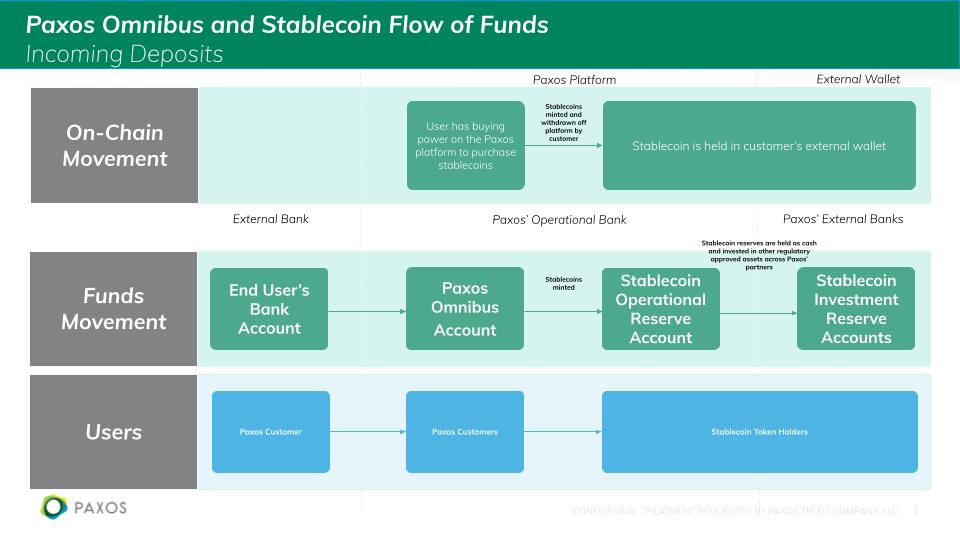 Paxos Omnibus and Stablecoin Flow of Funds
Incoming Deposits
Paxos Platform
External Wallet
On-Chain
Movement
User has buying
power on the Paxos
platform to purchase
stablecoins
Stablecoins
minted and
withdrawn off
platform by
customer
Stablecoin is held in customer's external wallet
External Bank
Paxos' Operational Bank
Paxos' External Banks
Stablecoin reserves are held as cash
and invested in other regulatory
approved assets across Paxos'
partners
Funds
Movement
End User's
Bank
Account
Paxos
Omnibus
Account
Stablecoins
minted
Stablecoin
Operational
Reserve
Account
Stablecoin
Investment
Reserve
Accounts
Users
Paxos Customer
Paxos Customers
Stablecoin Token Holders
PAXOS
CONFIDENTIAL TREATMENT REQUESTED BY PAXOS TRUST COMPANY, LLC
1